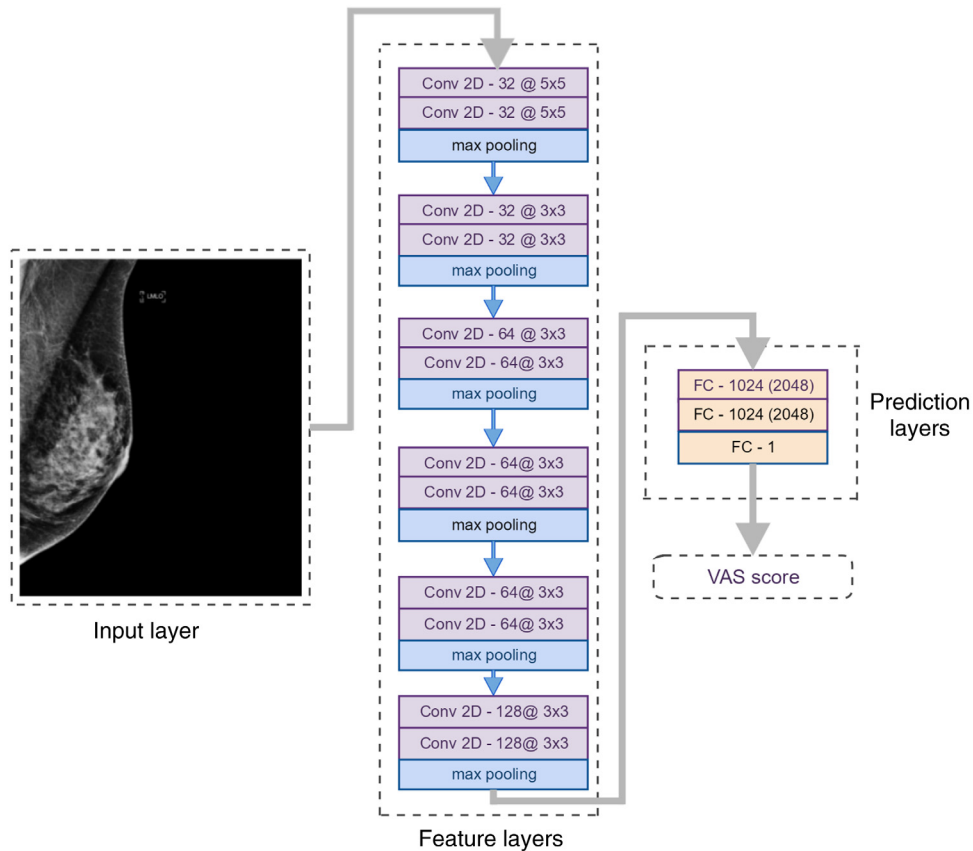 Conv 2D - 32 @ 5x5
Conv 2D - 32 @ 5x5
max pooling
Conv 2D - 32 @ 3x3
Conv 2D - 32 @ 3x3
max pooling
Conv 2D - 64 @ 3x3
Conv 2D - 64@ 3x3
max pooling
Conv 2D - 64@ 3x3
Conv 2D - 64@ 3x3
max pooling
Conv 2D - 64@ 3x3
Conv 2D - 64@ 3x3
max pooling
Conv 2D - 128@ 3x3
Conv 2D - 128@ 3x3
max pooling
Feature layers
LMLO
Input layer
FC - 1024 (2048)
FC - 1024 (2048)
FC - 1
Prediction
layers
VAS score